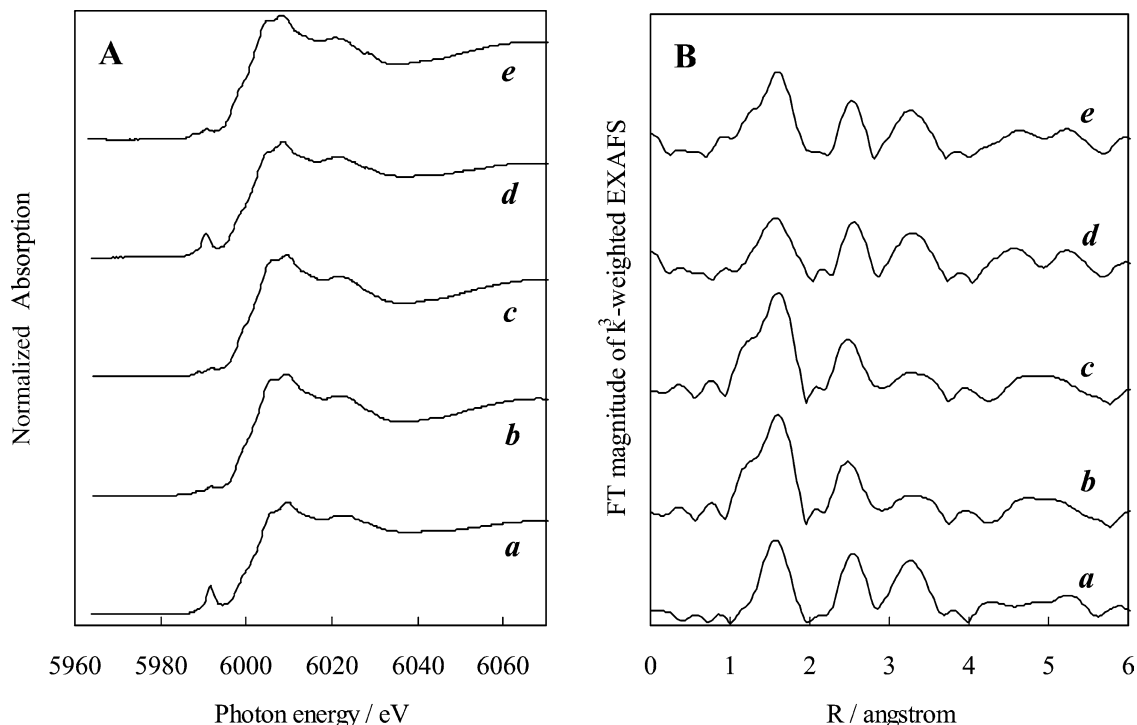 A
e
d
c
b
a
Normalized Absorption
5960 5980 6000 6020 6040 6060
Photon energy / eV
B
e
d
c
b
a
FT magnitude of k³-weighted EXAFS
0 1 2 3 4 5 6
R / angstrom